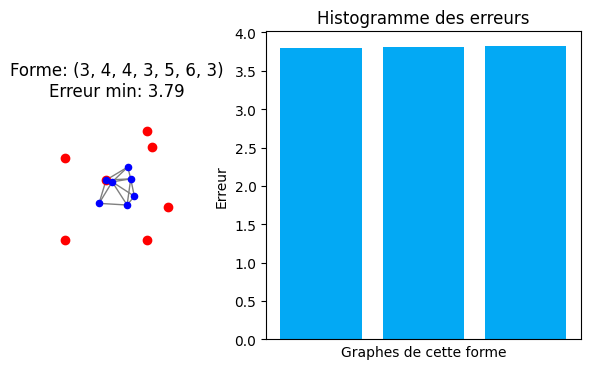 Forme: (3, 4, 4, 3, 5, 6, 3)
Erreur min: 3.79
Histogramme des erreurs
Erreur
4.0
3.5
3.0
2.5
2.0
1.5
1.0
0.5
0.0
Graphes de cette forme